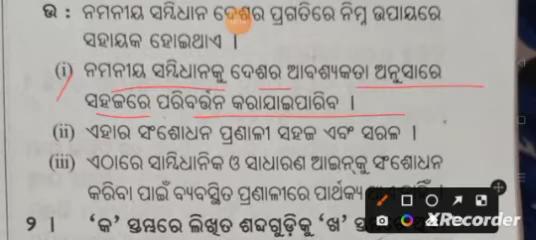 ଉ : ନମନୀୟ ସମ୍ବିଧାନ ଦେଶର ପ୍ରଗତିରେ ନିମ୍ନ ଉପାୟରେ
ସହାୟକ ହୋଇଥାଏ ।
(i) ନମନୀୟ ସମ୍ବିଧାନକୁ ଦେଶର ଆବଶ୍ୟକତା ଅନୁସାରେ
ସହଜରେ ପରିବର୍ତ୍ତନ କରାଯାଇପାରିବ ।
(ii) ଏହାର ସଂଶୋଧନ ପ୍ରଣାଳୀ ସହଜ ଏବଂ ସରଳ ।
(iii) ଏଠାରେ ସାମ୍ବିଧାନିକ ଓ ସାଧାରଣ ଆଇନ୍‌କୁ ସଂଶୋଧନ
କରିବା ପାଇଁ ବ୍ୟବସ୍ଥିତ ପ୍ରଣାଳୀରେ ପାର୍ଥକ୍ୟ
୨ । ‘କ’ ସ୍ତମ୍ଭରେ ଲିଖିତ ଶବ୍ଦଗୁଡ଼ିକୁ ‘ଖ’
XRecorder